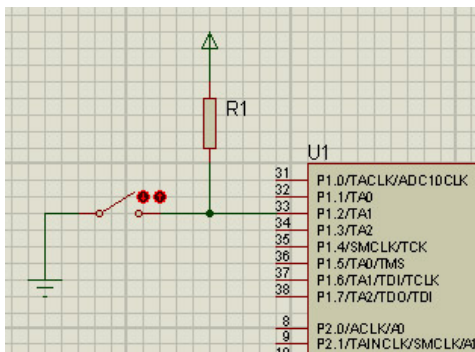 R1
U1
31 P1.0/TACLK/ADC10CLK
32 P1.1/TA0
33 P1.2/TA1
34 P1.3/TA2
35 P1.4/SMCLK/TCK
36 P1.5/TA0/TMS
37 P1.6/TA1/TDI/TCLK
38 P1.7/TA2/TDO/TDI
8 P2.0/ACLK/A0
9 P2.1/TAINCLK/SMCLK/A
10